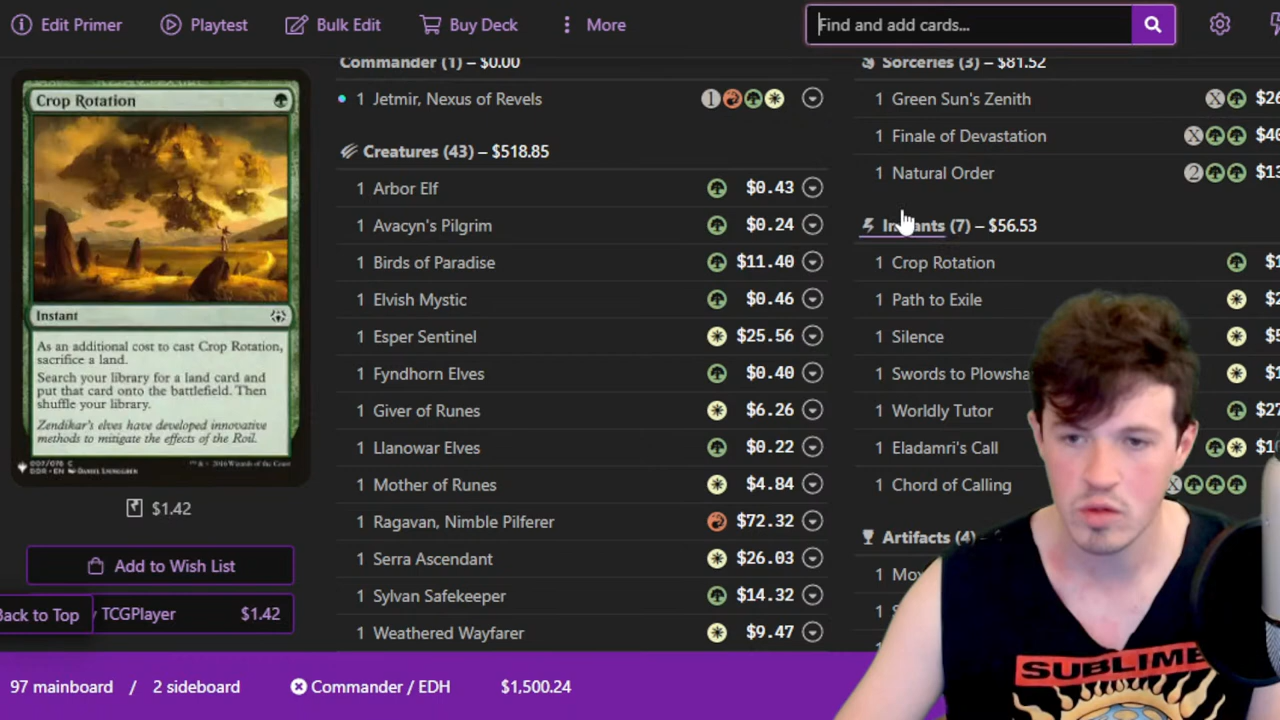 Edit Primer
Playtest
Bulk Edit
Buy Deck
More
Find and add cards...
Crop Rotation
Instant
As an additional cost to cast Crop Rotation,
sacrifice a land.
Search your library for a land card and
put that card onto the battlefield. Then
shuffle your library.
Zendikar's elves have developed innovative
methods to mitigate the effects of the Roil.
$1.42
Add to Wish List
Back to Top
TCGPlayer $1.42
Commander (1) – $0.00
1 Jetmir, Nexus of Revels 1
Creatures (43) – $518.85
1 Arbor Elf $0.43
1 Avacyn's Pilgrim $0.24
1 Birds of Paradise $11.40
1 Elvish Mystic $0.46
1 Esper Sentinel $25.56
1 Fyndhorn Elves $0.40
1 Giver of Runes $6.26
1 Llanowar Elves $0.22
1 Mother of Runes $4.84
1 Ragavan, Nimble Pilferer $72.32
1 Serra Ascendant $26.03
1 Sylvan Safekeeper $14.32
1 Weathered Wayfarer $9.47
Sorceries (3) – $81.52
1 Green Sun's Zenith X
1 Finale of Devastation X
1 Natural Order 2
Instants (7) – $56.53
1 Crop Rotation
1 Path to Exile
1 Silence
1 Swords to Plowsha
1 Worldly Tutor
1 Eladamri's Call
1 Chord of Calling X
Artifacts (4)
1 Mo
SUBLIME
97 mainboard / 2 sideboard
Commander / EDH
$1,500.24